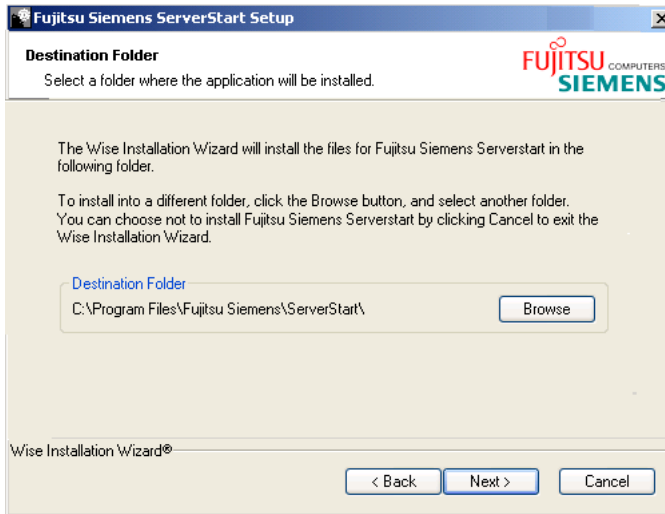 Fujitsu Siemens ServerStart Setup
Destination Folder
Select a folder where the application will be installed.
FUJITSU COMPUTERS
SIEMENS
The Wise Installation Wizard will install the files for Fujitsu Siemens Serverstart in the
following folder.
To install into a different folder, click the Browse button, and select another folder.
You can choose not to install Fujitsu Siemens Serverstart by clicking Cancel to exit the
Wise Installation Wizard.
Destination Folder
C:\Program Files\Fujitsu Siemens\ServerStart\
Browse
Wise Installation Wizard®
< Back
Next >
Cancel